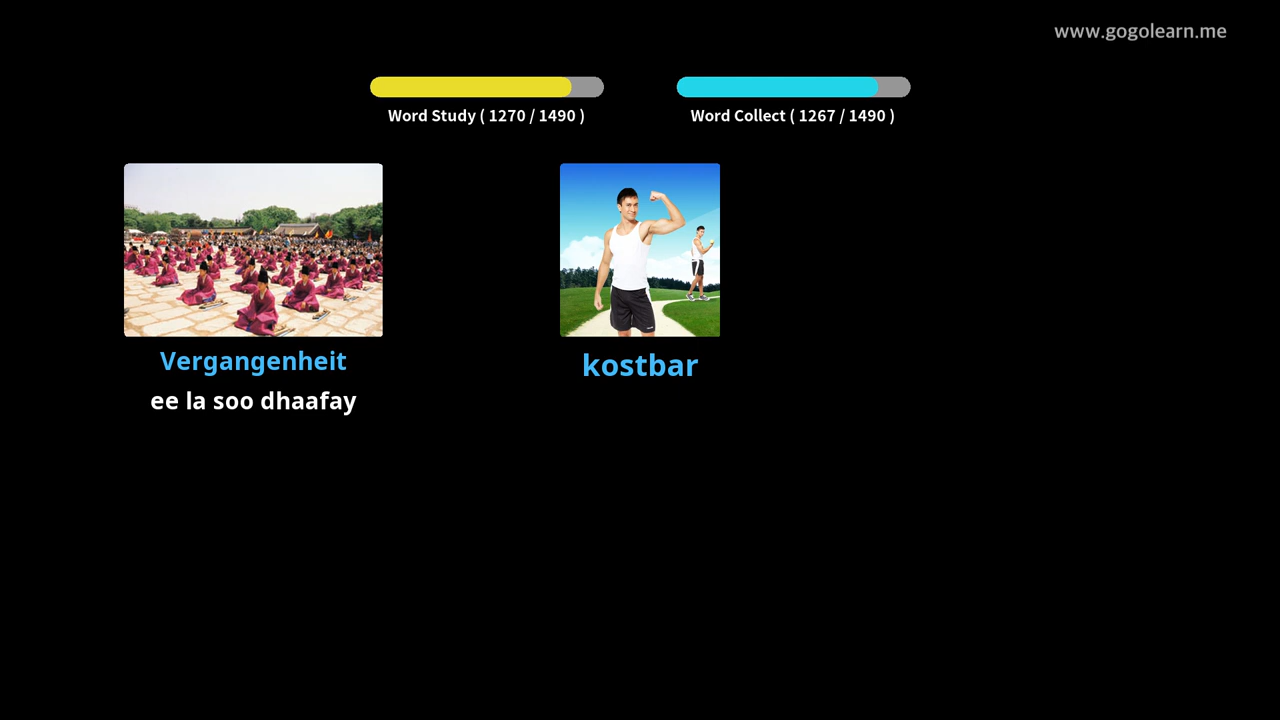 www.gogolearn.me
Word Study ( 1270 / 1490 )
Word Collect ( 1267 / 1490 )
Vergangenheit
ee la soo dhaafay
kostbar